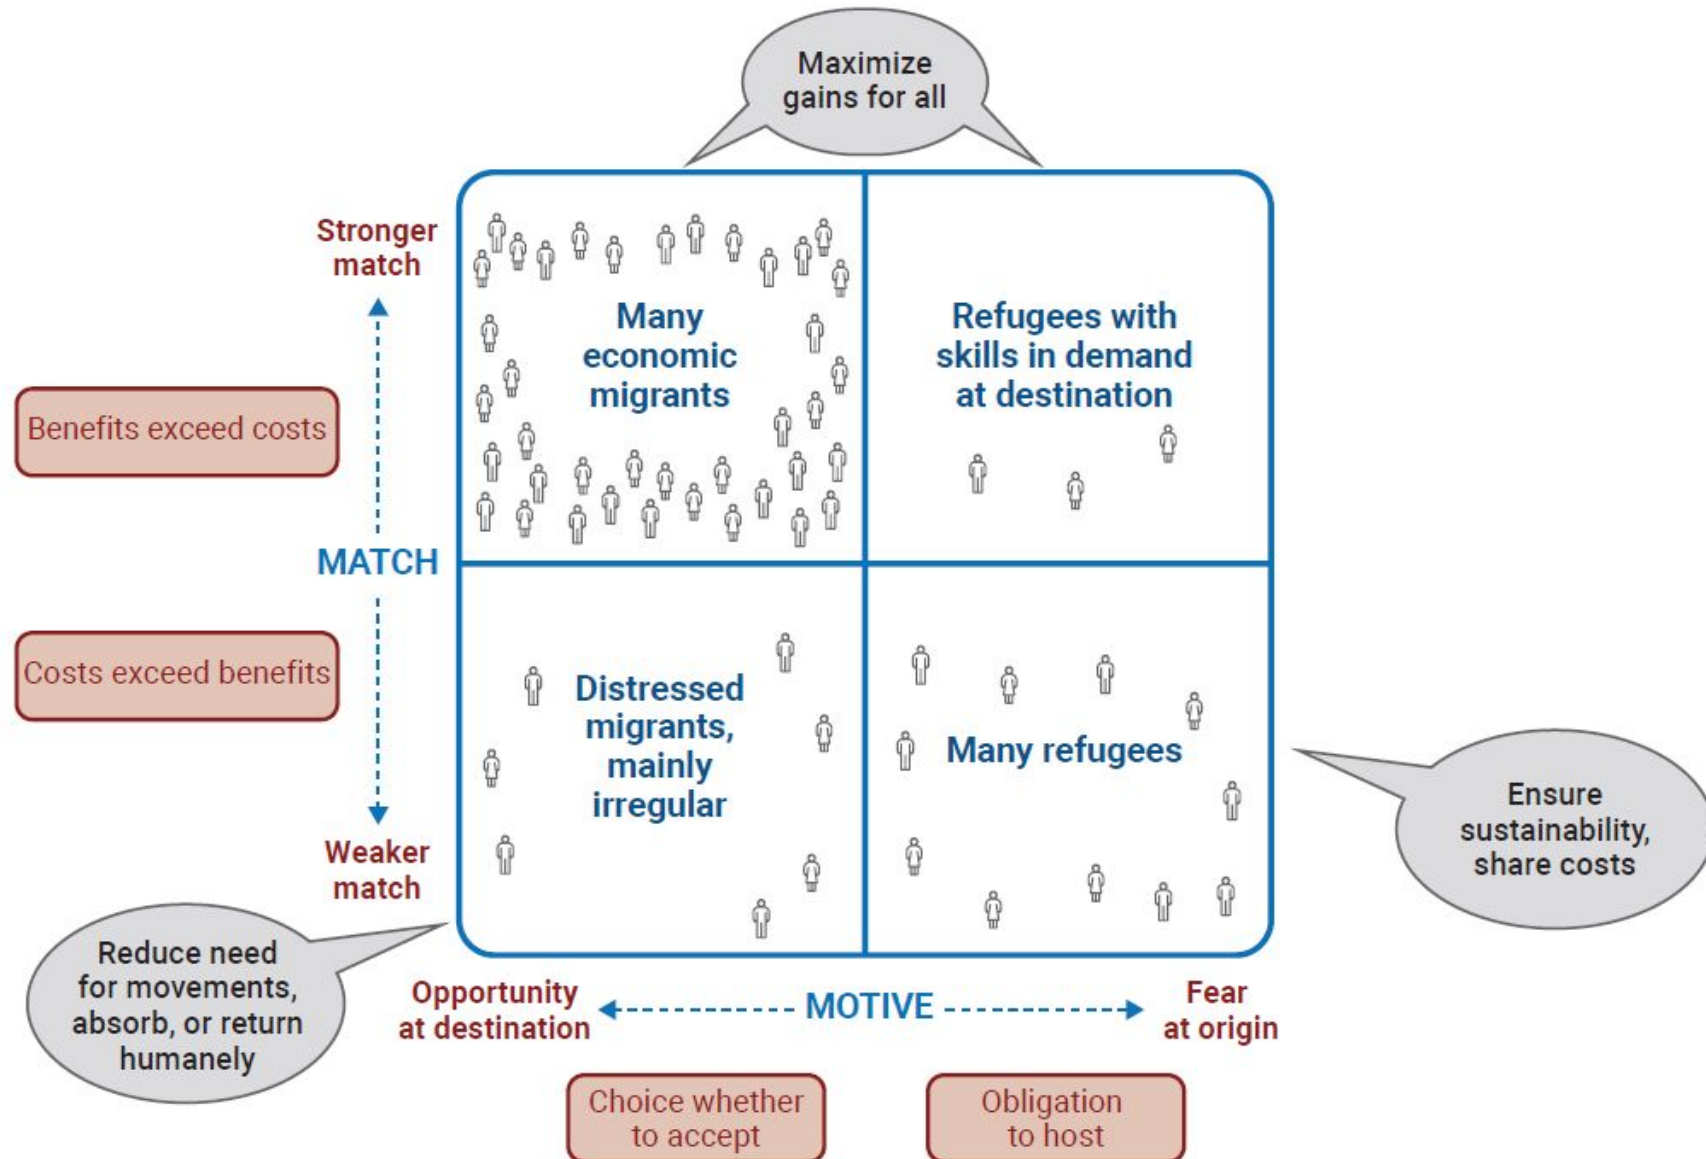 Maximize
gains for all
Stronger
match
Many
economic
migrants
Refugees with
skills in demand
at destination
Benefits exceed costs
MATCH
Costs exceed benefits
Distressed
migrants,
mainly
irregular
Many refugees
Weaker
match
Ensure
sustainability,
share costs
Reduce need
for movements,
absorb, or return
humanely
Opportunity
at destination
MOTIVE
Fear
at origin
Choice whether
to accept
Obligation
to host